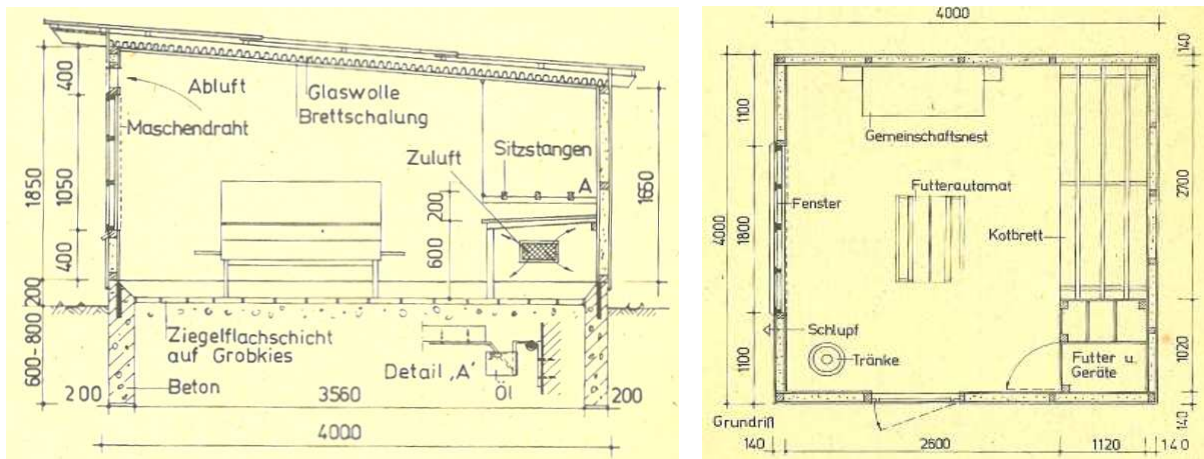 Abluft
Maschendraht
Glaswolle
Brettschalung
Zuluft
Sitzstangen
A
Ziegelflachschicht
auf Grobkies
Beton
Detail ‚A'
Öl
400
1050
400
1850
200
600-800
200
600
1650
200
3560
200
4000
4000
140
1100
1800
1100
4000
Gemeinschaftsnest
Futterautomat
Fenster
Kotbrett
2700
1020
140
Schlupf
Tränke
Futter u.
Geräte
Grundriß
140
2600
1120
140